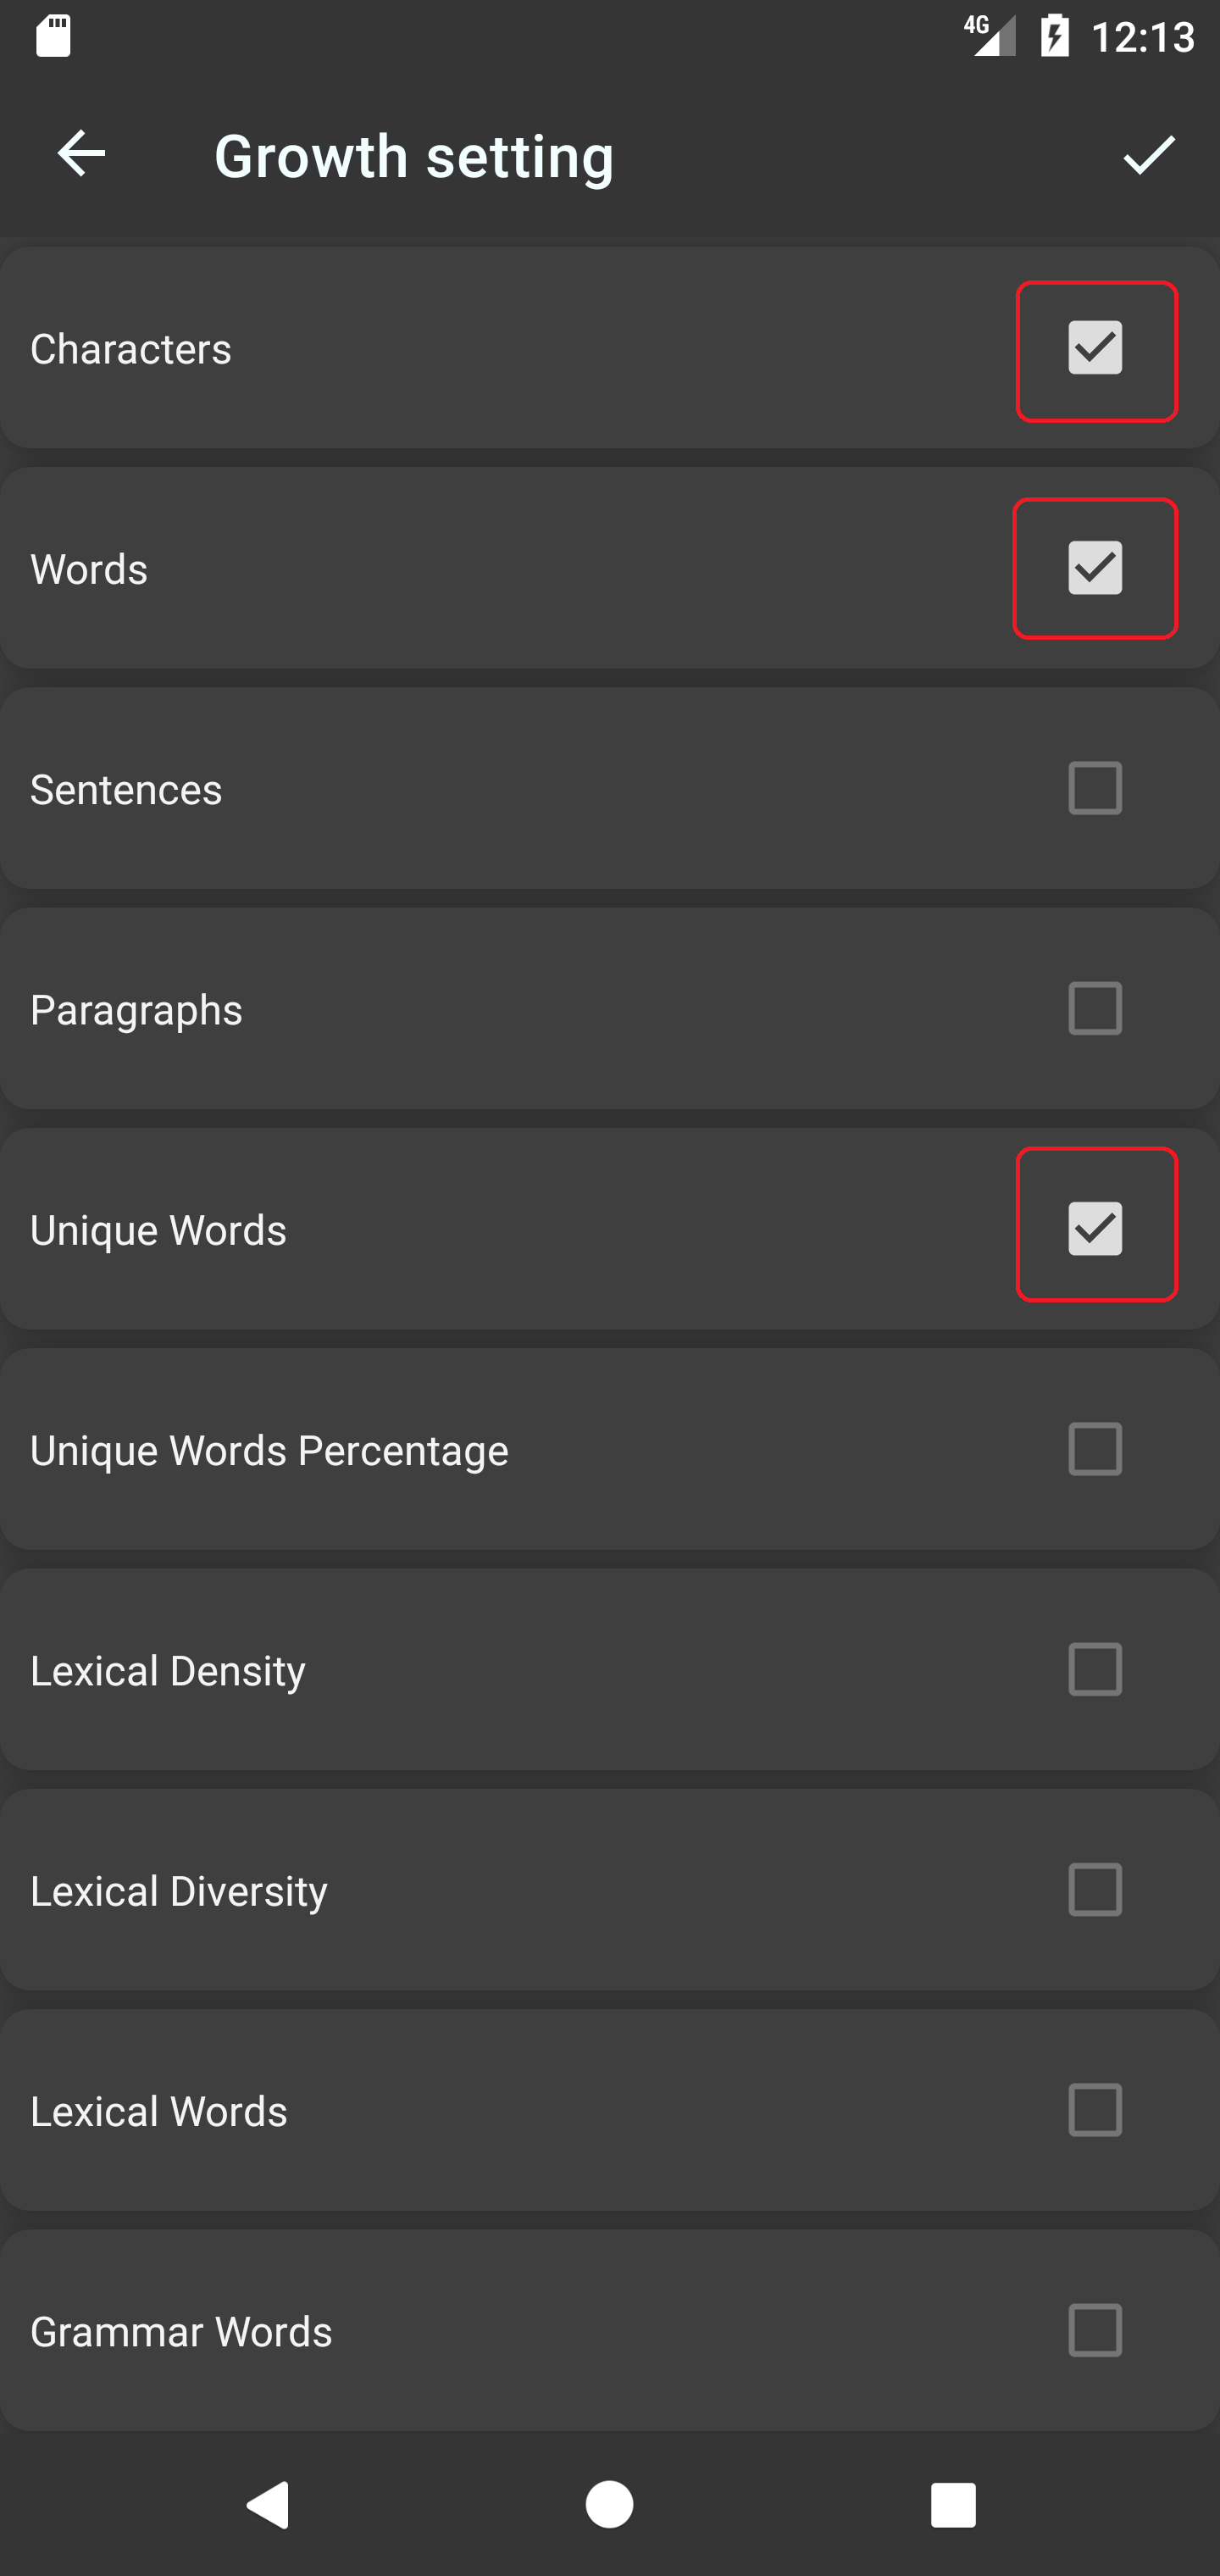 4G 12:13
Growth setting
Characters
Words
Sentences
Paragraphs
Unique Words
Unique Words Percentage
Lexical Density
Lexical Diversity
Lexical Words
Grammar Words